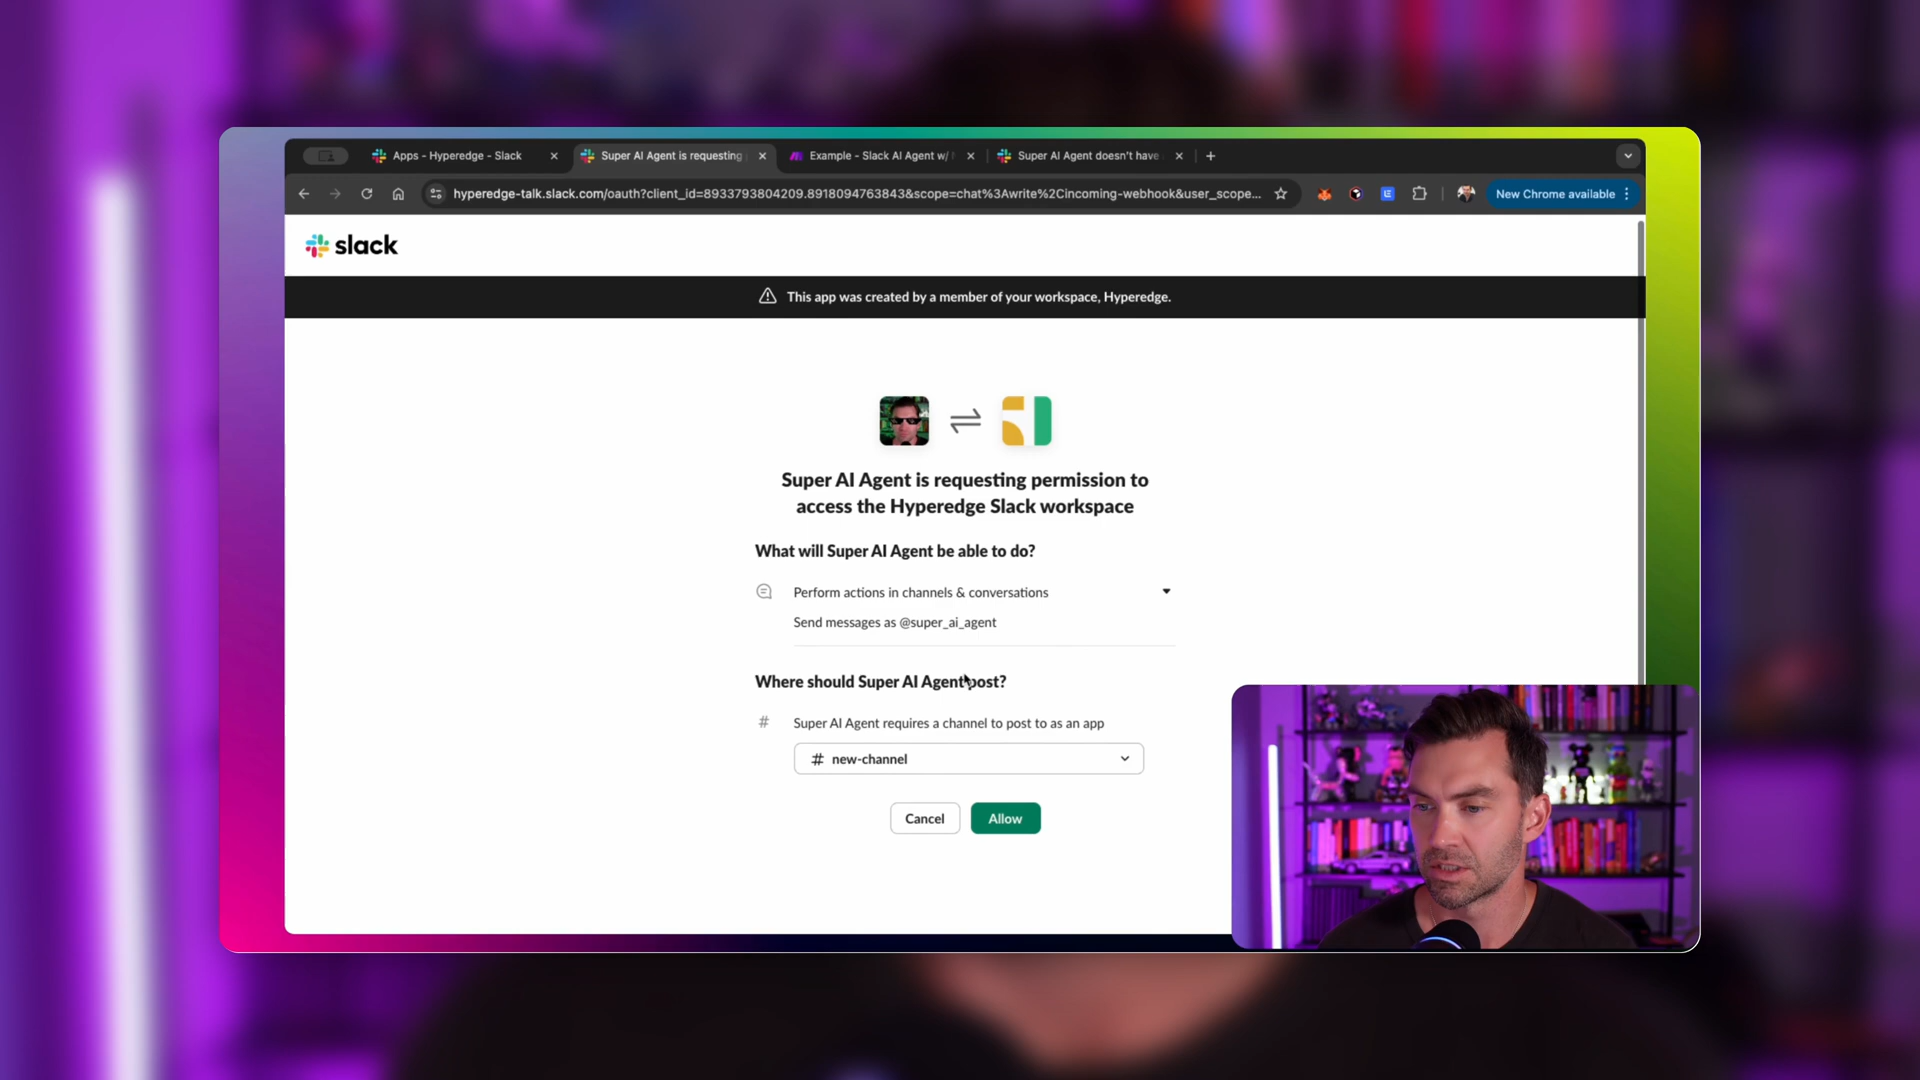 Apps - Hyperedge - Slack
Super AI Agent is requesting
Example - Slack AI Agent w/
Super AI Agent doesn't have
hyperedge-talk.slack.com/oauth?client_id=8933793804209.8918094763843&scope=chat%3Awrite%2Cincoming-webhook&user_scope...
New Chrome available
slack
This app was created by a member of your workspace, Hyperedge.
Super AI Agent is requesting permission to
access the Hyperedge Slack workspace
What will Super AI Agent be able to do?
Perform actions in channels & conversations
Send messages as @super_ai_agent
Where should Super AI Agent post?
# Super AI Agent requires a channel to post to as an app
# new-channel
Cancel
Allow